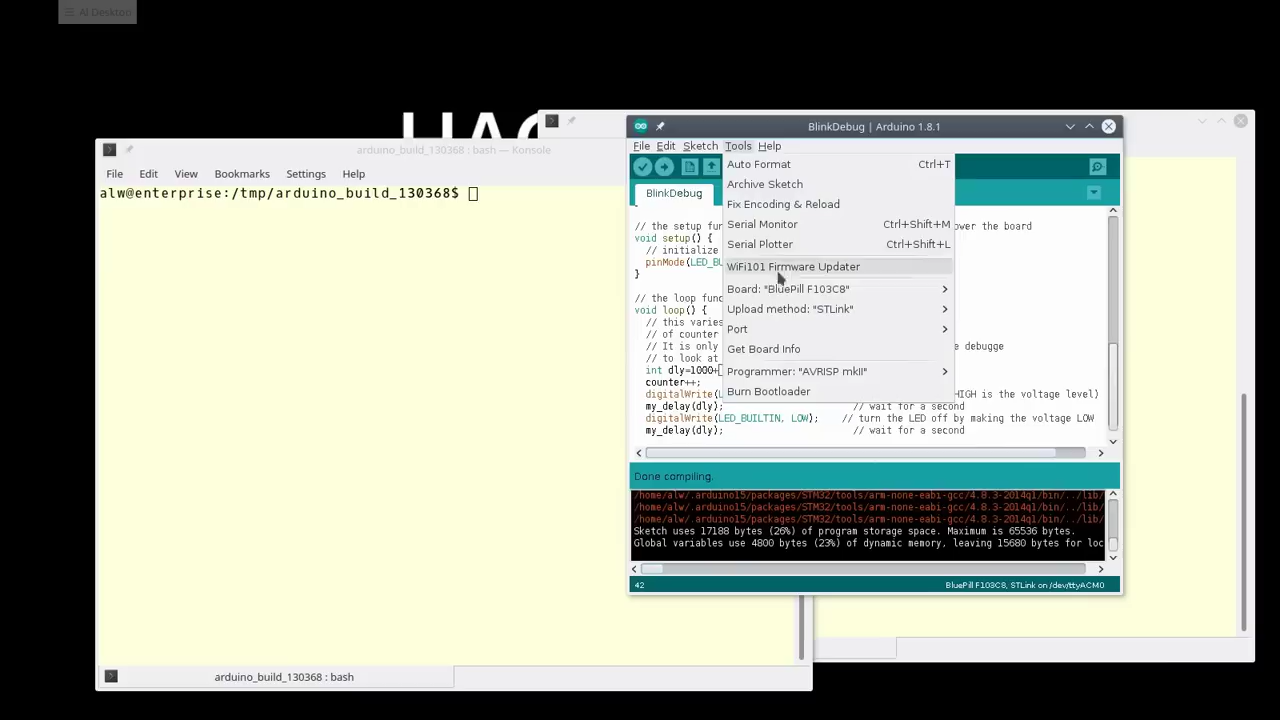 Al Desktop
HAC
arduino_build_130368 : bash — Konsole
File Edit View Bookmarks Settings Help
alw@enterprise:/tmp/arduino_build_130368$
arduino_build_130368 : bash
BlinkDebug | Arduino 1.8.1
File Edit Sketch Tools Help
BlinkDebug
Auto Format Ctrl+T
Archive Sketch
Fix Encoding & Reload
Serial Monitor Ctrl+Shift+M
Serial Plotter Ctrl+Shift+L
WiFi101 Firmware Updater
Board: "BluePill F103C8"
Upload method: "STLink"
Port
Get Board Info
Programmer: "AVRISP mkII"
Burn Bootloader
// the setup fun ower the board
void setup() {
// initialize
pinMode(LED_BU
}
// the loop func
void loop() {
// this varies
// of counter
// It is only e debugge
// to look at
int dly=1000+
counter++;
digitalWrite(L HIGH is the voltage level)
my_delay(dly); // wait for a second
digitalWrite(LED_BUILTIN, LOW); // turn the LED off by making the voltage LOW
my_delay(dly); // wait for a second
Done compiling.
/home/alw/.arduino15/packages/STM32/tools/arm-none-eabi-gcc/4.8.3-2014q1/bin/../lib/
/home/alw/.arduino15/packages/STM32/tools/arm-none-eabi-gcc/4.8.3-2014q1/bin/../lib/
/home/alw/.arduino15/packages/STM32/tools/arm-none-eabi-gcc/4.8.3-2014q1/bin/../lib/
Sketch uses 17188 bytes (26%) of program storage space. Maximum is 65536 bytes.
Global variables use 4800 bytes (23%) of dynamic memory, leaving 15680 bytes for loc
42 BluePill F103C8, STLink on /dev/ttyACM0